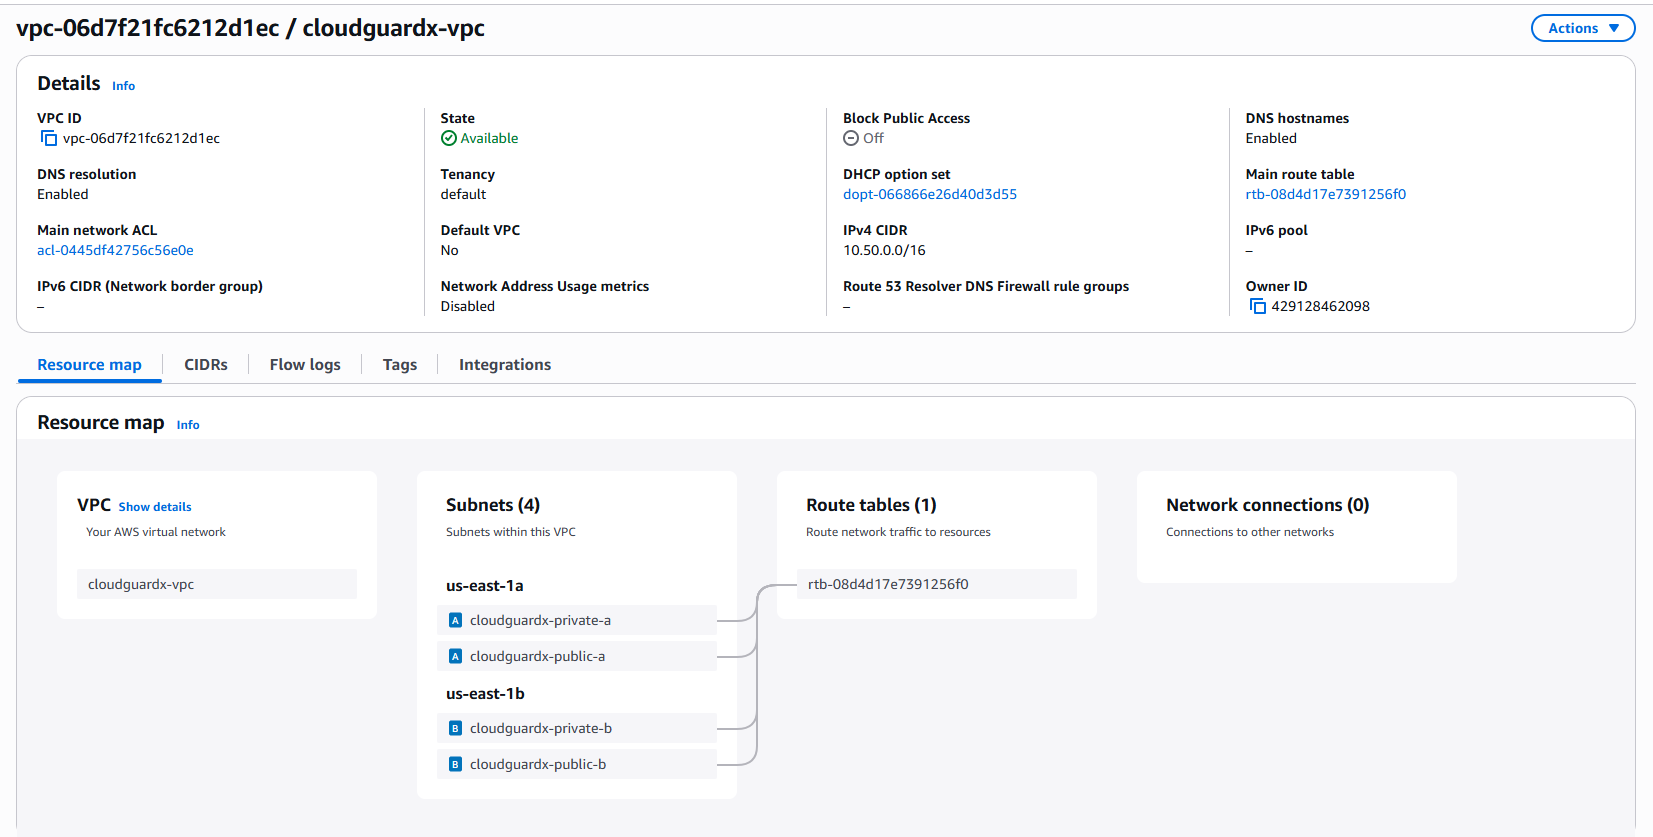 vpc-06d7f21fc6212d1ec / cloudguardx-vpc
Actions
Details Info
VPC ID
vpc-06d7f21fc6212d1ec
State
Available
Block Public Access
Off
DNS hostnames
Enabled
DNS resolution
Enabled
Tenancy
default
DHCP option set
dopt-066866e26d40d3d55
Main route table
rtb-08d4d17e7391256f0
Main network ACL
acl-0445df42756c56e0e
Default VPC
No
IPv4 CIDR
10.50.0.0/16
IPv6 pool
–
IPv6 CIDR (Network border group)
–
Network Address Usage metrics
Disabled
Route 53 Resolver DNS Firewall rule groups
–
Owner ID
429128462098
Resource map
CIDRs
Flow logs
Tags
Integrations
Resource map Info
VPC Show details
Your AWS virtual network
cloudguardx-vpc
Subnets (4)
Subnets within this VPC
us-east-1a
A cloudguardx-private-a
A cloudguardx-public-a
us-east-1b
B cloudguardx-private-b
B cloudguardx-public-b
Route tables (1)
Route network traffic to resources
rtb-08d4d17e7391256f0
Network connections (0)
Connections to other networks